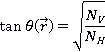 tan θ(r⃗) = √(N_V / N_H)